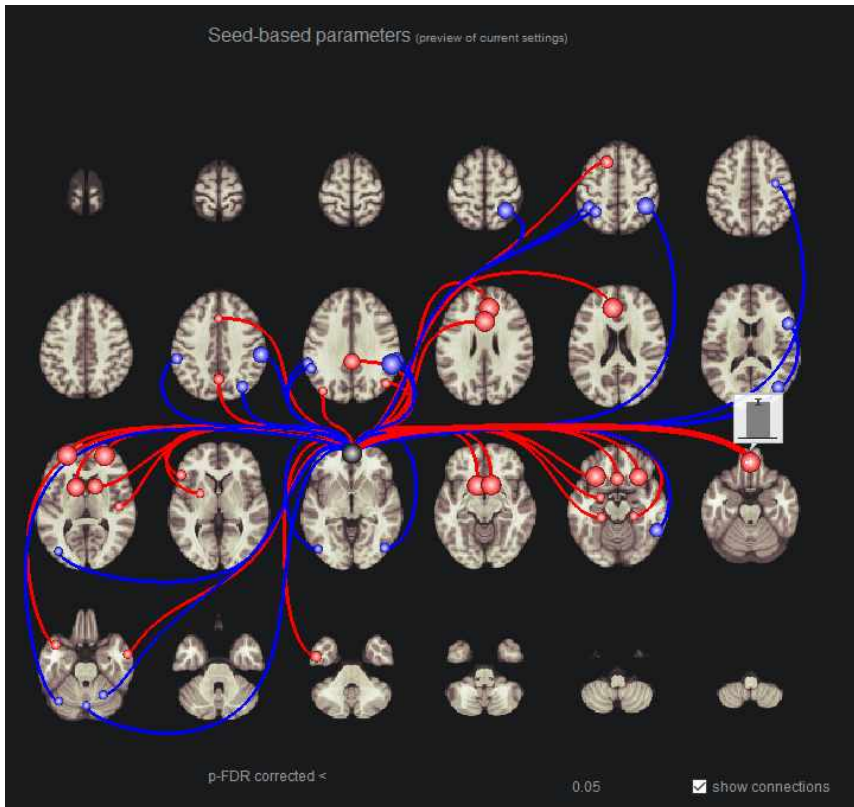 Seed-based parameters (preview of current settings)
p-FDR corrected <
0.05
show connections